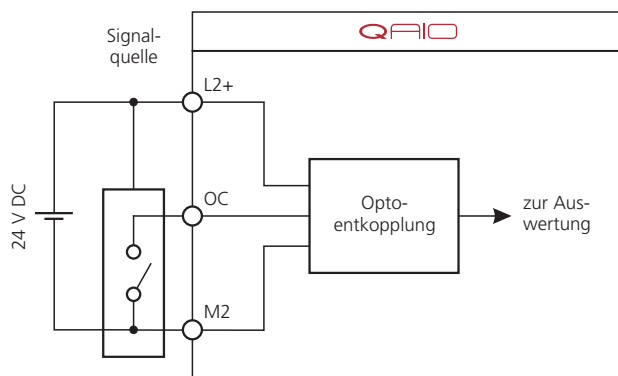 Signal-
quelle
QAIO
L2+
24 V DC
OC
Opto-
entkopplung
zur Aus-
wertung
M2